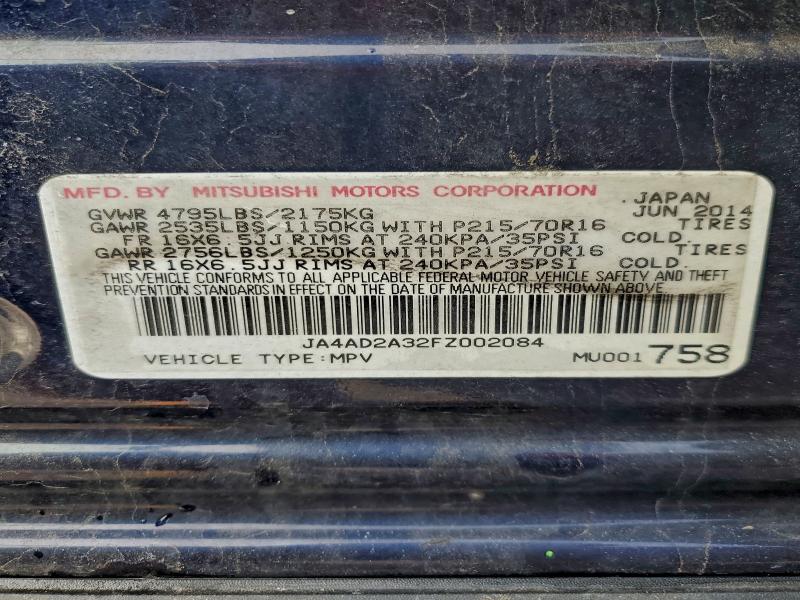 MFD. BY MITSUBISHI MOTORS CORPORATION . JAPAN
GVWR 4795LBS/2175KG JUN 2014
GAWR 2535LBS/1150KG WITH P215/70R16 TIRES
FR 16X6.5JJ RIMS AT 240KPA/35PSI COLD.
GAWR 2756LBS/1250KG WITH P215/70R16 TIRES
RR 16X6.5JJ RIMS AT 240KPA/35PSI COLD.
THIS VEHICLE CONFORMS TO ALL APPLICABLE FEDERAL MOTOR VEHICLE SAFETY AND THEFT
PREVENTION STANDARDS IN EFFECT ON THE DATE OF MANUFACTURE SHOWN ABOVE.
JA4AD2A32FZ002084
VEHICLE TYPE:MPV MU001758